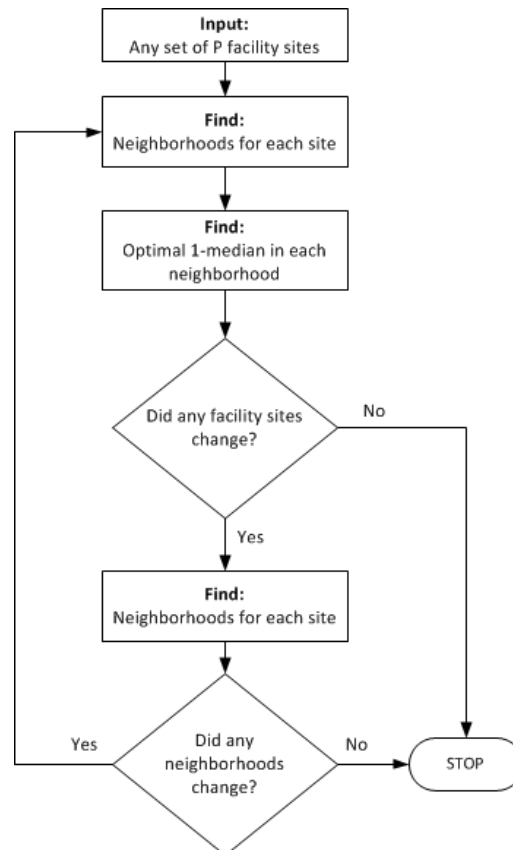 Input:
Any set of P facility sites
Find:
Neighborhoods for each site
Find:
Optimal 1-median in each
neighborhood
Did any facility sites
change?
No
Yes
Find:
Neighborhoods for each site
Yes
Did any
neighborhoods
change?
No
STOP